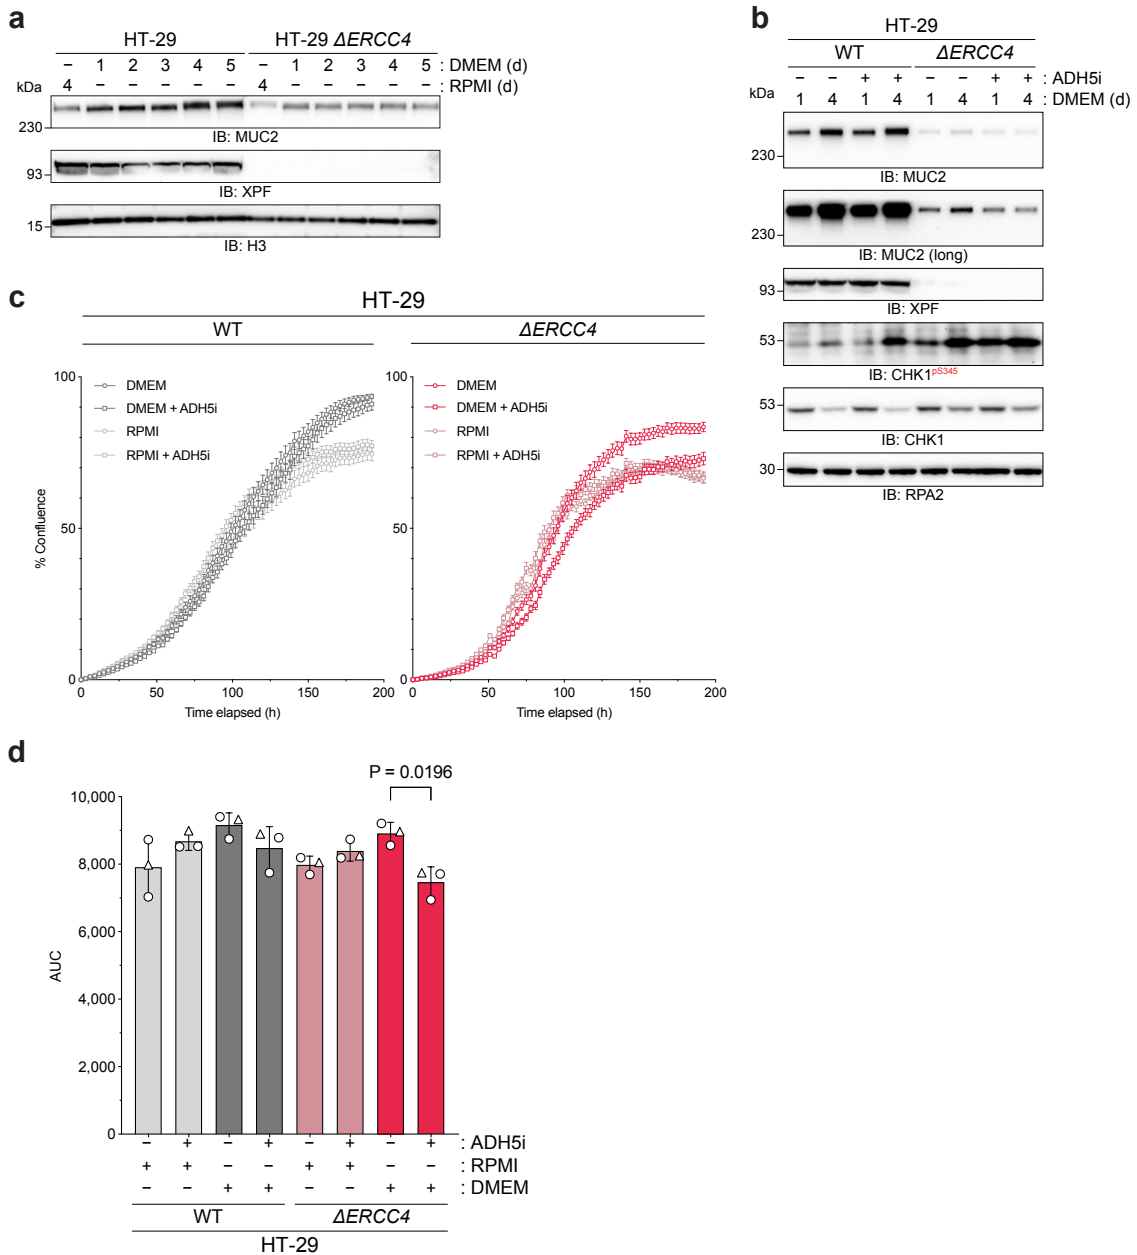 a
HT-29
HT-29 ΔERCC4
– 1 2 3 4 5 – 1 2 3 4 5 : DMEM (d)
4 4 : RPMI (d)
kDa
230
IB: MUC2
93
IB: XPF
15
IB: H3
b
HT-29
WT
ΔERCC4
– – + + – – + + : ADH5i
1 4 1 4 1 4 1 4 : DMEM (d)
kDa
230
IB: MUC2
230
IB: MUC2 (long)
93
IB: XPF
53
IB: CHK1pS345
53
IB: CHK1
30
IB: RPA2
c
HT-29
WT
ΔERCC4
% Confluence
100
50
0
DMEM
DMEM + ADH5i
RPMI
RPMI + ADH5i
0 50 100 150 200
Time elapsed (h)
100
50
0
DMEM
DMEM + ADH5i
RPMI
RPMI + ADH5i
0 50 100 150 200
Time elapsed (h)
d
P = 0.0196
AUC
10,000
8,000
6,000
4,000
2,000
0
– + – + – + – + : ADH5i
+ + – – + + – – : RPMI
– – + + – – + + : DMEM
WT
ΔERCC4
HT-29